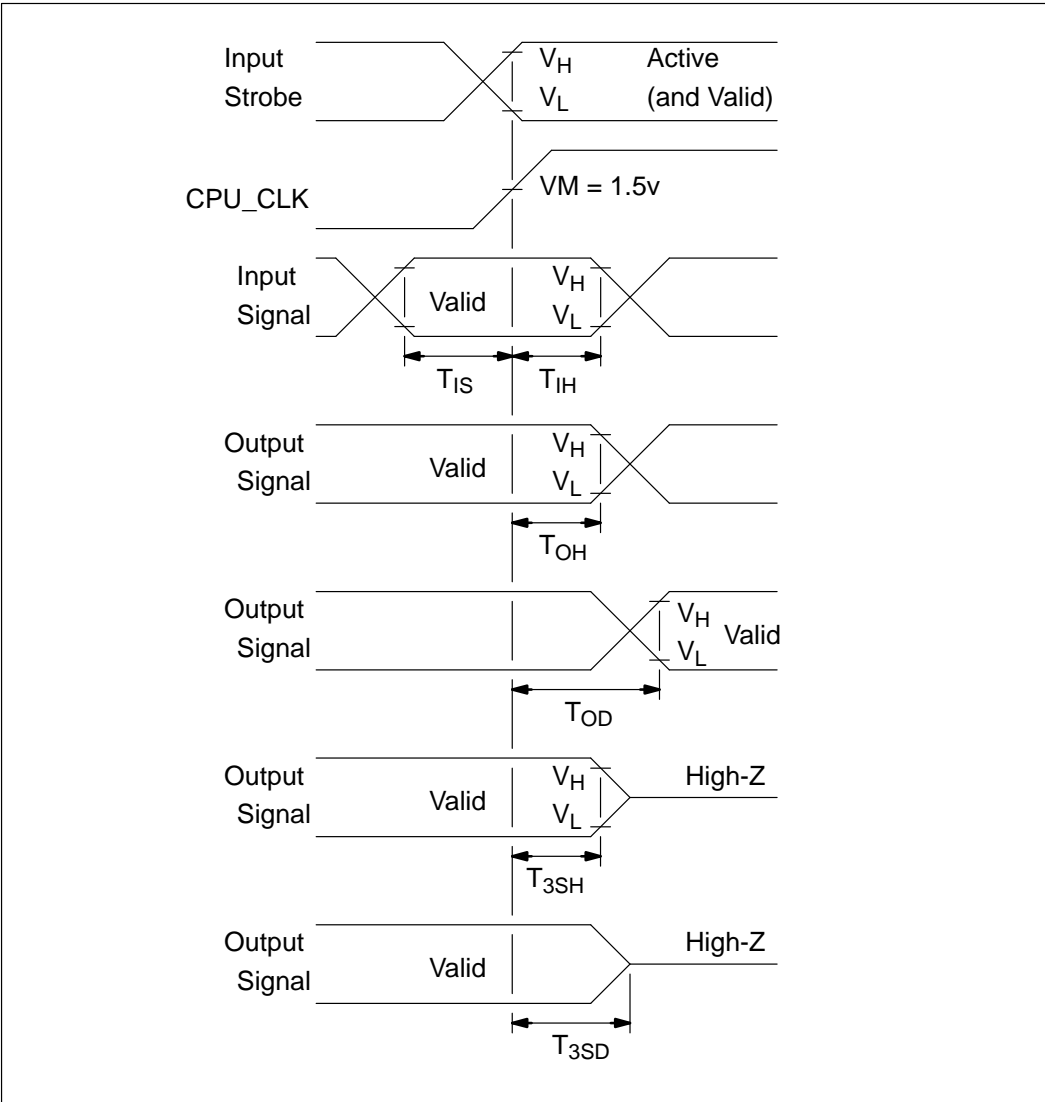 Input V_H Active
Strobe V_L (and Valid)
CPU_CLK VM = 1.5v
Input V_H
Signal Valid V_L
T_IS T_IH
Output V_H
Signal Valid V_L
T_OH
Output V_H
Signal V_L Valid
T_OD
Output V_H High-Z
Signal Valid V_L
T_3SH
Output High-Z
Signal Valid
T_3SD